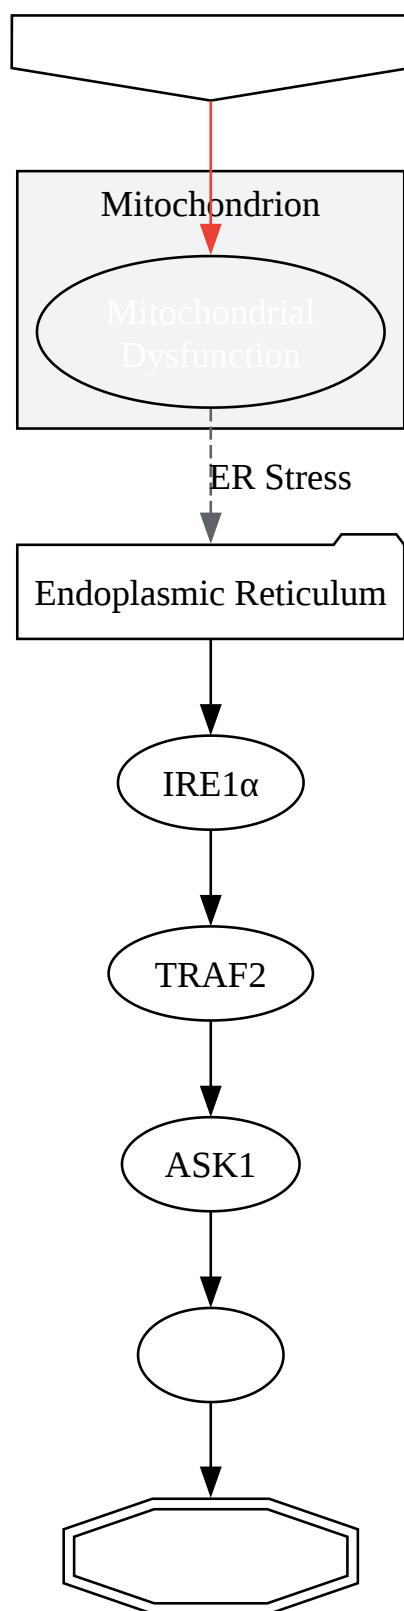 Mitochondrion
Mitochondrial
Dysfunction
ER Stress
Endoplasmic Reticulum
IRE1α
TRAF2
ASK1